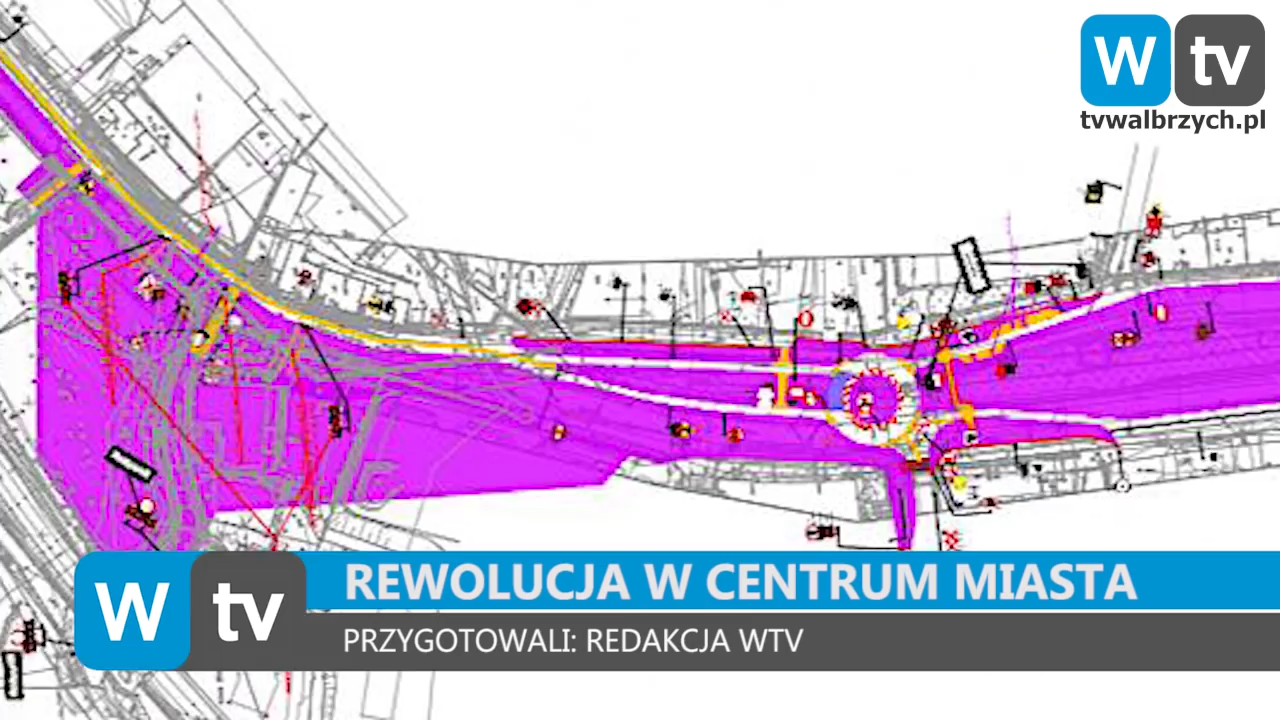 W tv
tvwalbrzych.pl
W tv
REWOLUCJA W CENTRUM MIASTA
PRZYGOTOWALI: REDAKCJA WTV